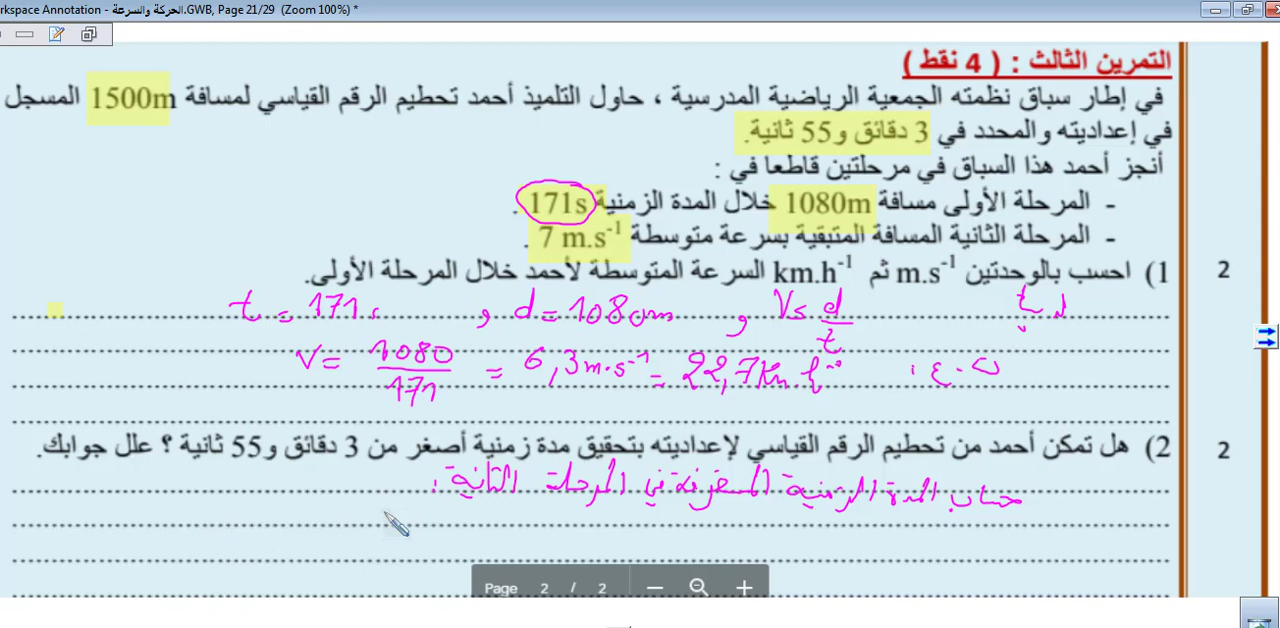 rkspace Annotation - الحركة والسرعة.GWB, Page 21/29 (Zoom 100%) *
التمرين الثالث : ( 4 نقط )
في إطار سباق نظمته الجمعية الرياضية المدرسية ، حاول التلميذ أحمد تحطيم الرقم القياسي لمسافة 1500m المسجل
في إعداديته والمحدد في 3 دقائق و55 ثانية.
أنجز أحمد هذا السباق في مرحلتين قاطعا في :
- المرحلة الأولى مسافة 1080m خلال المدة الزمنية 171s .
- المرحلة الثانية المسافة المتبقية بسرعة متوسطة 7 m.s-1 .
1) احسب بالوحدتين m.s-1 ثم km.h-1 السرعة المتوسطة لأحمد خلال المرحلة الأولى. 2
t = 171s , d = 1080m , V = d/t
V = 1080/171 = 6,3 m.s-1 = 22,7 Km.h-1 ت.ع :
2) هل تمكن أحمد من تحطيم الرقم القياسي لإعداديته بتحقيق مدة زمنية أصغر من 3 دقائق و55 ثانية ؟ علل جوابك. 2
حساب المدة الزمنية المستغرقة في المرحلة الثانية :
Page 2 / 2